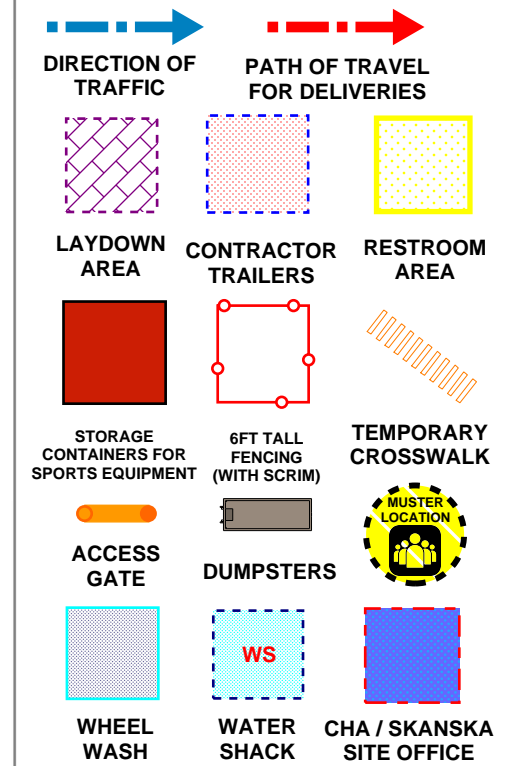 DIRECTION OF
TRAFFIC
PATH OF TRAVEL
FOR DELIVERIES
LAYDOWN
AREA
CONTRACTOR
TRAILERS
RESTROOM
AREA
STORAGE
CONTAINERS FOR
SPORTS EQUIPMENT
6FT TALL
FENCING
(WITH SCRIM)
TEMPORARY
CROSSWALK
ACCESS
GATE
DUMPSTERS
MUSTER
LOCATION
WHEEL
WASH
WS
WATER
SHACK
CHA / SKANSKA
SITE OFFICE